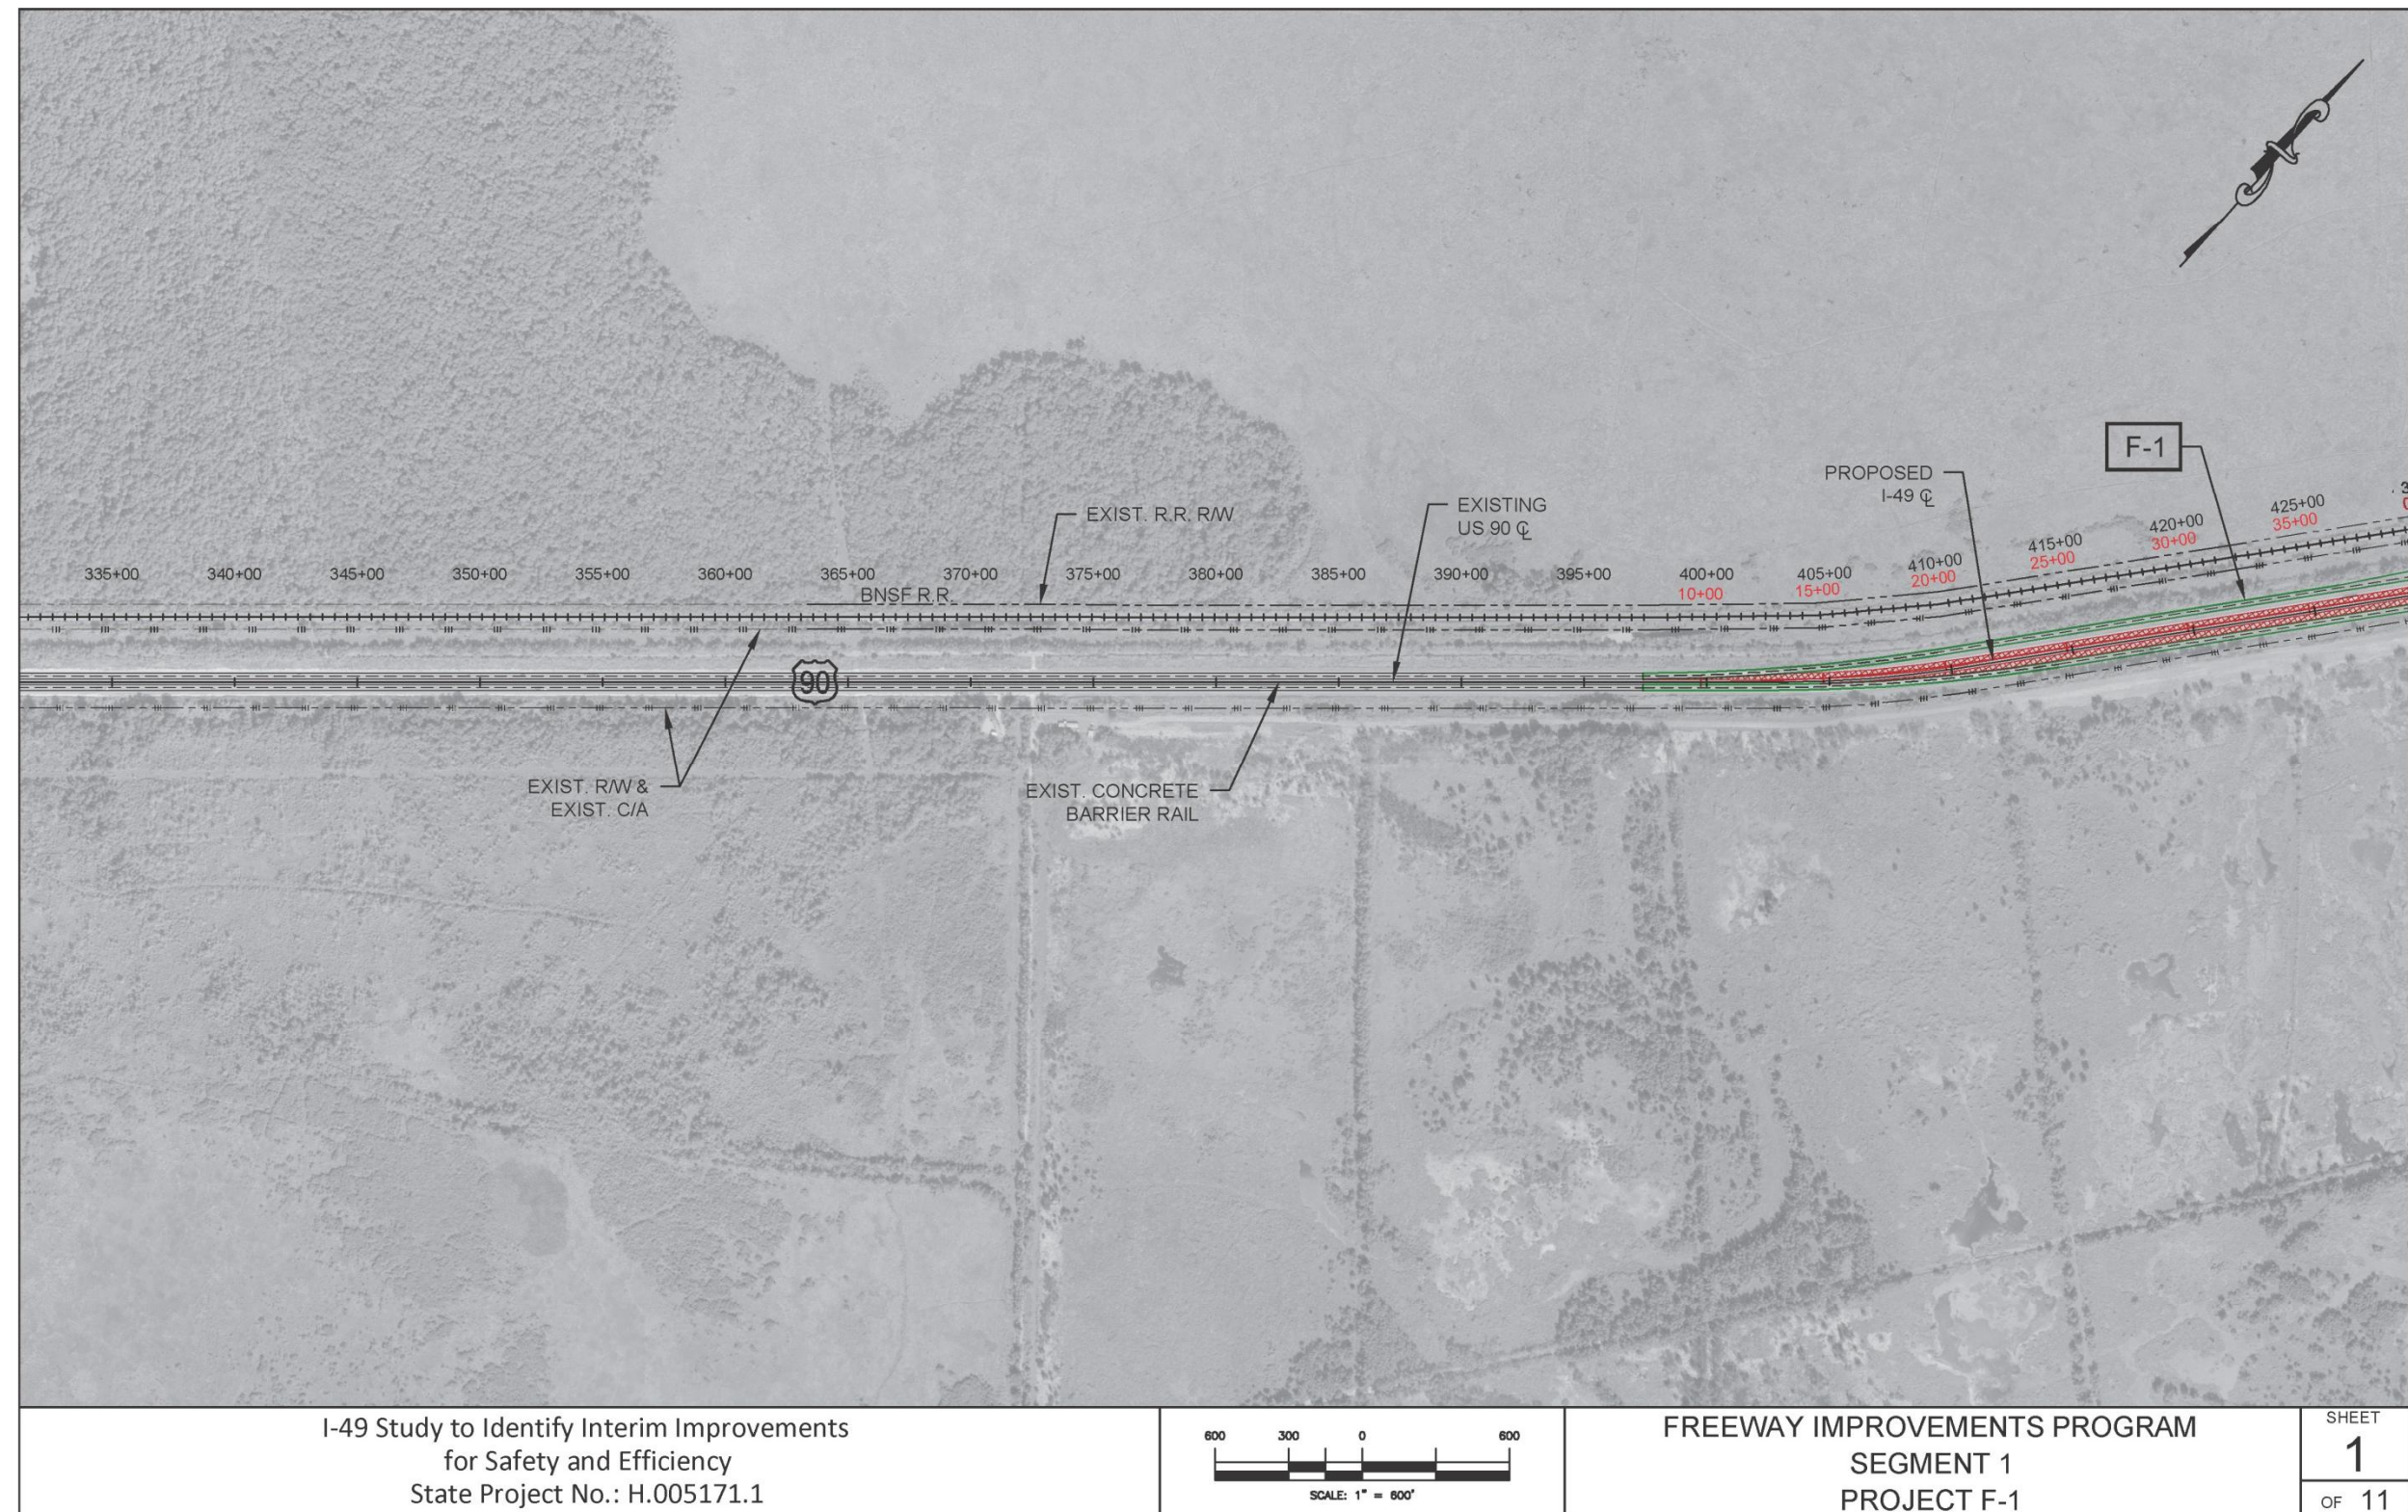 F-1
PROPOSED
I-49 ℄
EXIST. R.R. R/W
EXISTING
US 90 ℄
335+00 340+00 345+00 350+00 355+00 360+00 365+00 370+00 375+00 380+00 385+00 390+00 395+00 400+00 405+00 410+00 415+00 420+00 425+00
10+00 15+00 20+00 25+00 30+00 35+00
BNSF R.R.
90
EXIST. R/W &
EXIST. C/A
EXIST. CONCRETE
BARRIER RAIL
I-49 Study to Identify Interim Improvements
for Safety and Efficiency
State Project No.: H.005171.1
600 300 0 600
SCALE: 1" = 600'
FREEWAY IMPROVEMENTS PROGRAM
SEGMENT 1
PROJECT F-1
SHEET
1
OF 11